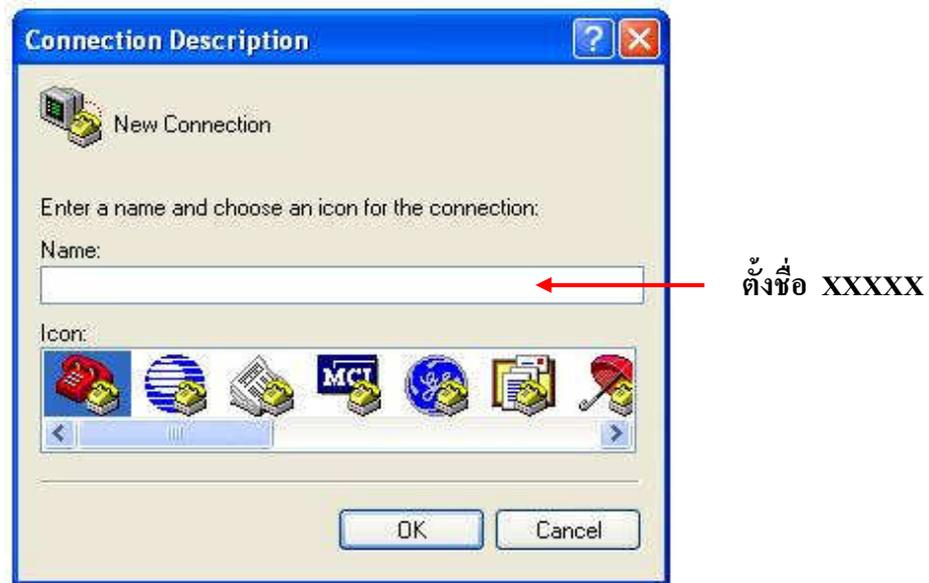 Connection Description
New Connection
Enter a name and choose an icon for the connection:
Name:
ตั้งชื่อ XXXXX
Icon:
MCI
OK
Cancel